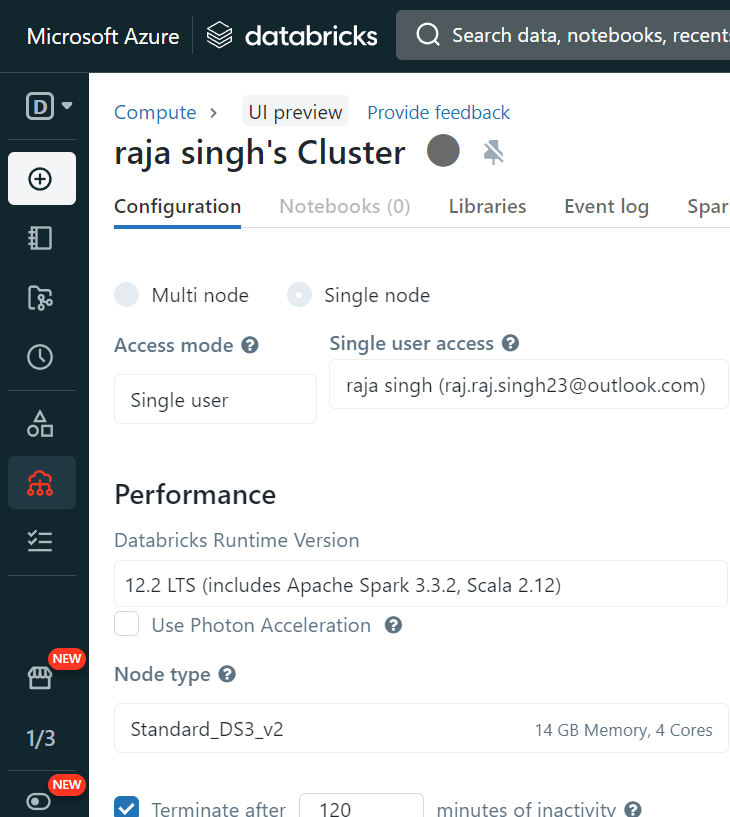 Microsoft Azure databricks Search data, notebooks, recents
D
Compute > UI preview Provide feedback
raja singh's Cluster
Configuration Notebooks (0) Libraries Event log Spar
Multi node Single node
Access mode ? Single user access ?
Single user raja singh (raj.raj.singh23@outlook.com)
Performance
Databricks Runtime Version
12.2 LTS (includes Apache Spark 3.3.2, Scala 2.12)
Use Photon Acceleration ?
NEW
Node type ?
Standard_DS3_v2 14 GB Memory, 4 Cores
1/3
NEW
Terminate after 120 minutes of inactivity ?